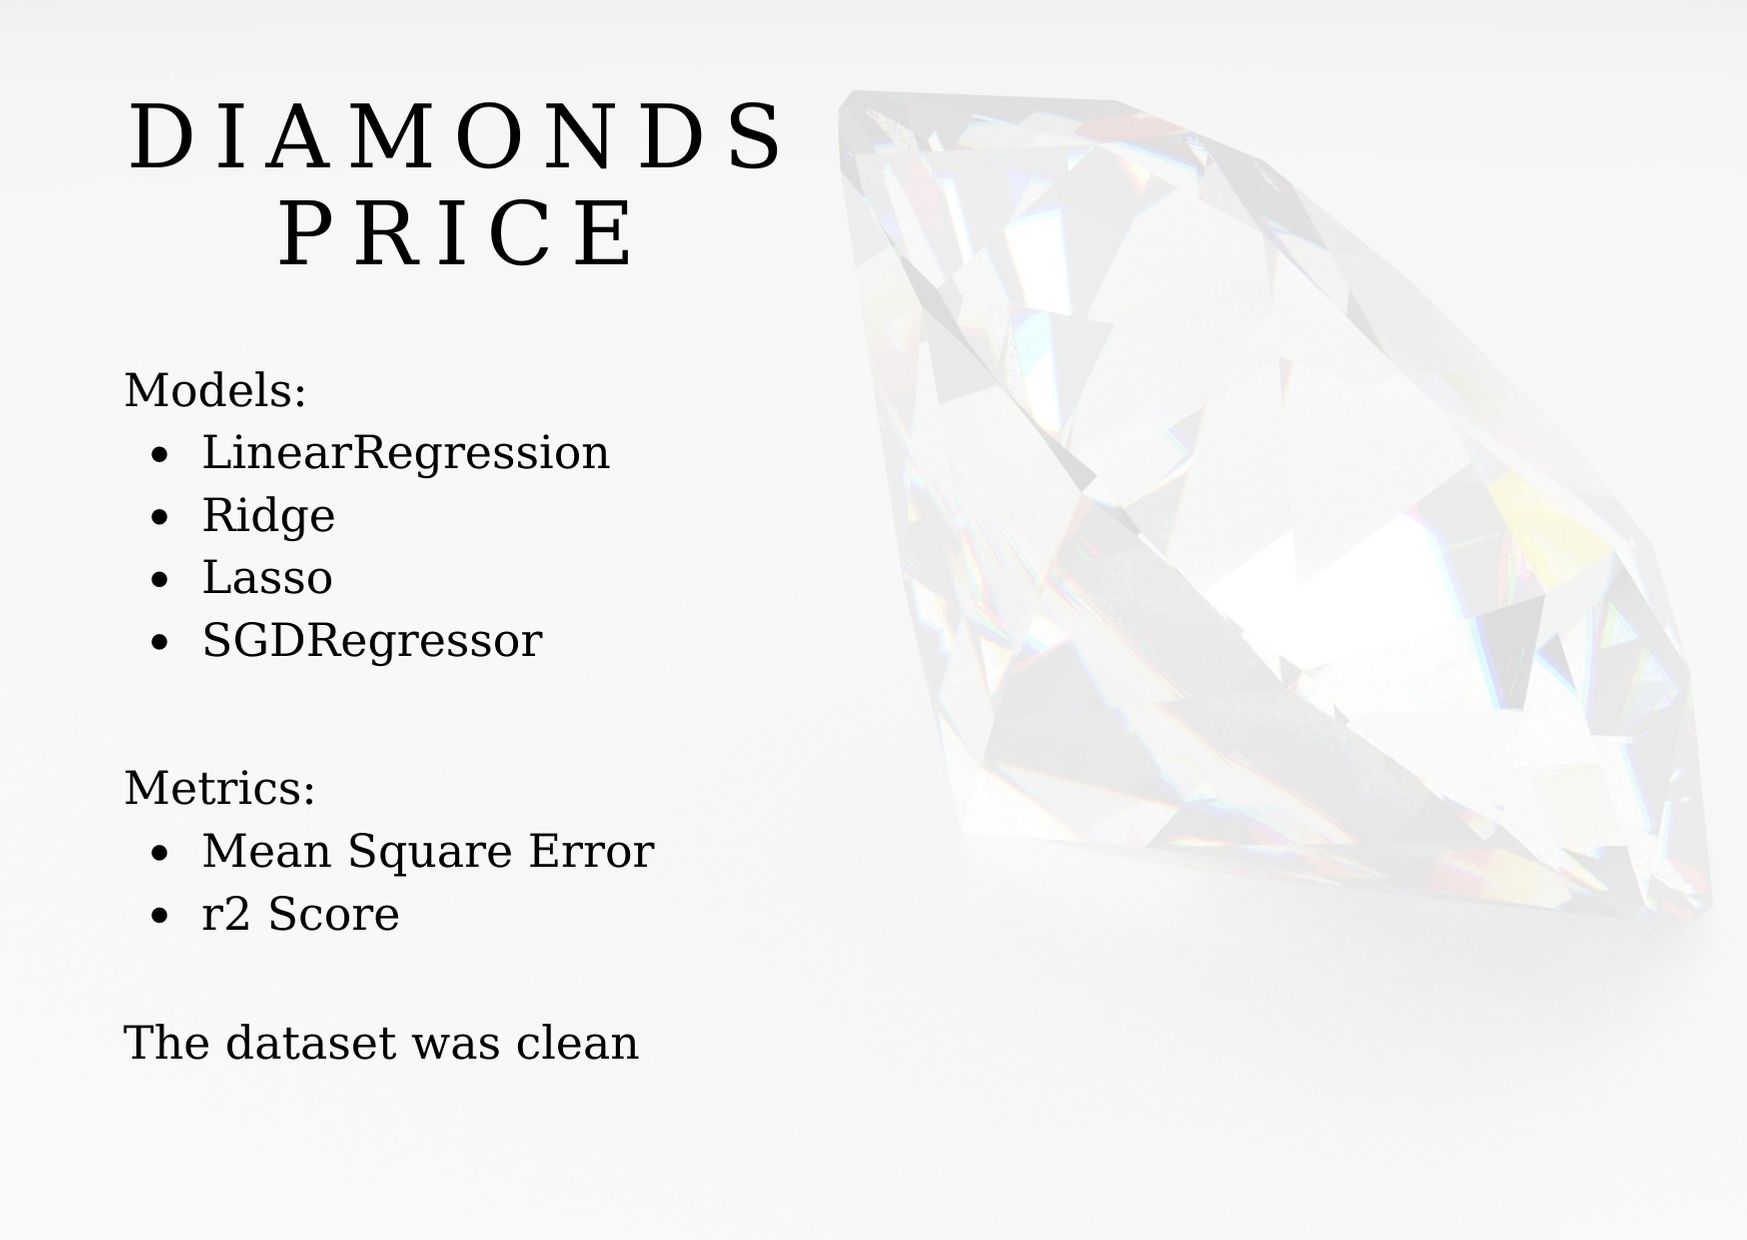 DIAMONDS
PRICE
Models:
• LinearRegression
• Ridge
• Lasso
• SGDRegressor
Metrics:
• Mean Square Error
• r2 Score
The dataset was clean